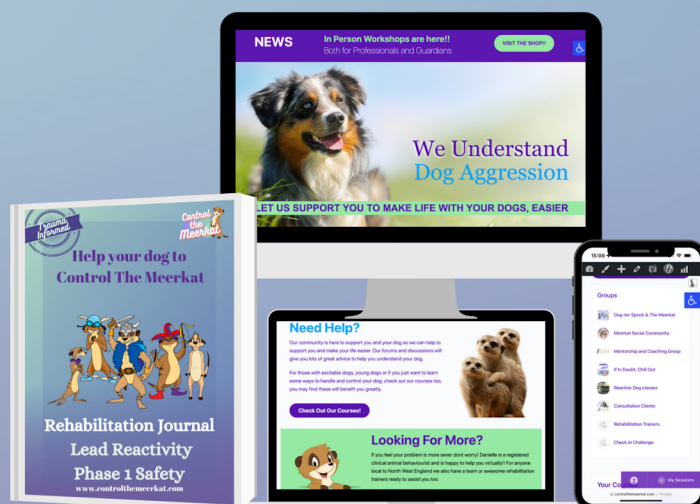 NEWS
In Person Workshops are here!!
Both for Professionals and Guardians
VISIT THE SHOP!!
We Understand
Dog Aggression
LET US SUPPORT YOU TO MAKE LIFE WITH YOUR DOGS, EASIER
Trauma
Informed
Control
the
Meerkat
Help your dog to
Control The Meerkat
Rehabilitation Journal
Lead Reactivity
Phase 1 Safety
www.controlthemeerkat.com
Need Help?
Our community is here to support you and your dog so we can help to
support you and make your life easier. Our forums and discussions will
give you lots of great advice to help you understand your dog.
For those with excitable dogs, young dogs or if you just want to learn
some ways to handle and control your dog, check out our courses too,
you may find these will benefit you greatly.
Check Out Our Courses!
Looking For More?
If you feel your problem is more sever dont worry! Danielle is a registered
clinical animal behaviourist and is happy to help you virtually!! For anyone
local to North West England we also have a team or awesome rehabilitation
trainers ready to assist you too.
15:09
Groups
Dog-ter Spock & The Meerkat
Meerkat Social Community
Mentorship and Coaching Group
If In Doubt, Chill Out
Reactive Dog classes
Consultation Clients
Rehabilitation Trainers
Check in Challenge
Your Cou
My Sessions
controlthemeerkat.com — Private